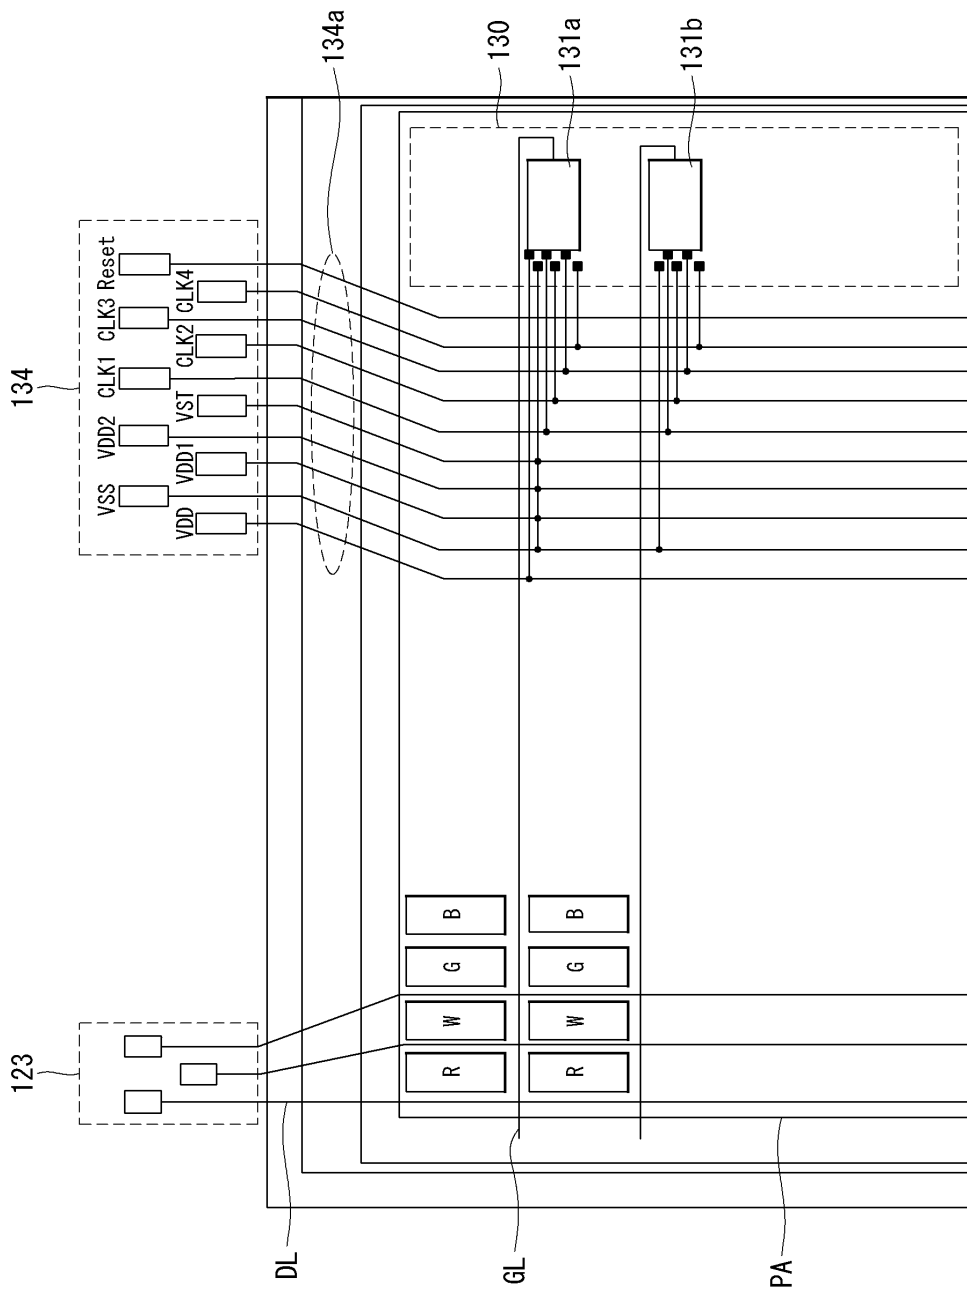 134a
130
131a
131b
134
Reset
CLK4
CLK3
CLK2
CLK1
VST
VDD2
VDD1
VSS
VDD
B
B
G
G
W
W
R
R
123
DL
GL
PA